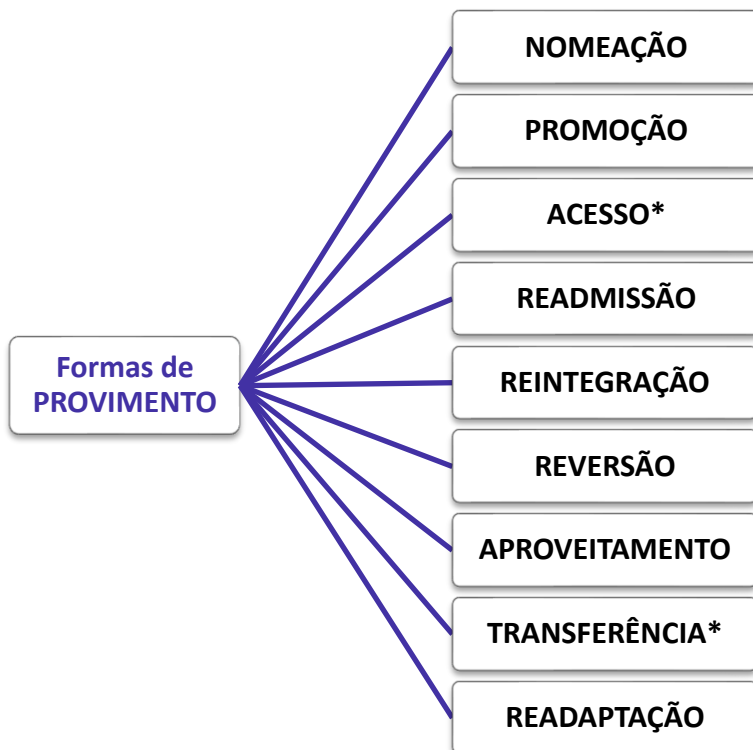 NOMEAÇÃO
PROMOÇÃO
ACESSO*
READMISSÃO
Formas de
PROVIMENTO
REINTEGRAÇÃO
REVERSÃO
APROVEITAMENTO
TRANSFERÊNCIA*
READAPTAÇÃO